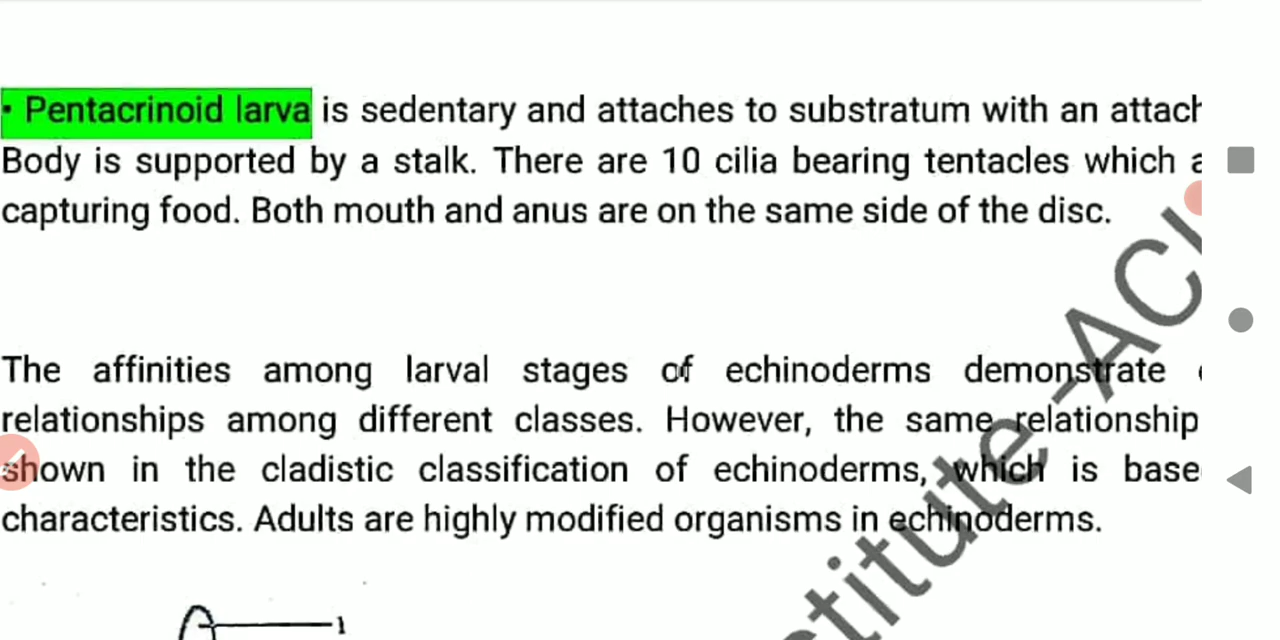 • Pentacrinoid larva is sedentary and attaches to substratum with an
Body is supported by a stalk. There are 10 cilia bearing tentacles which
capturing food. Both mouth and anus are on the same side of the disc.
The affinities among larval stages of echinoderms demonstrate
relationships among different classes. However, the same relationship
shown in the cladistic classification of echinoderms, which is
characteristics. Adults are highly modified organisms in echinoderms.
1